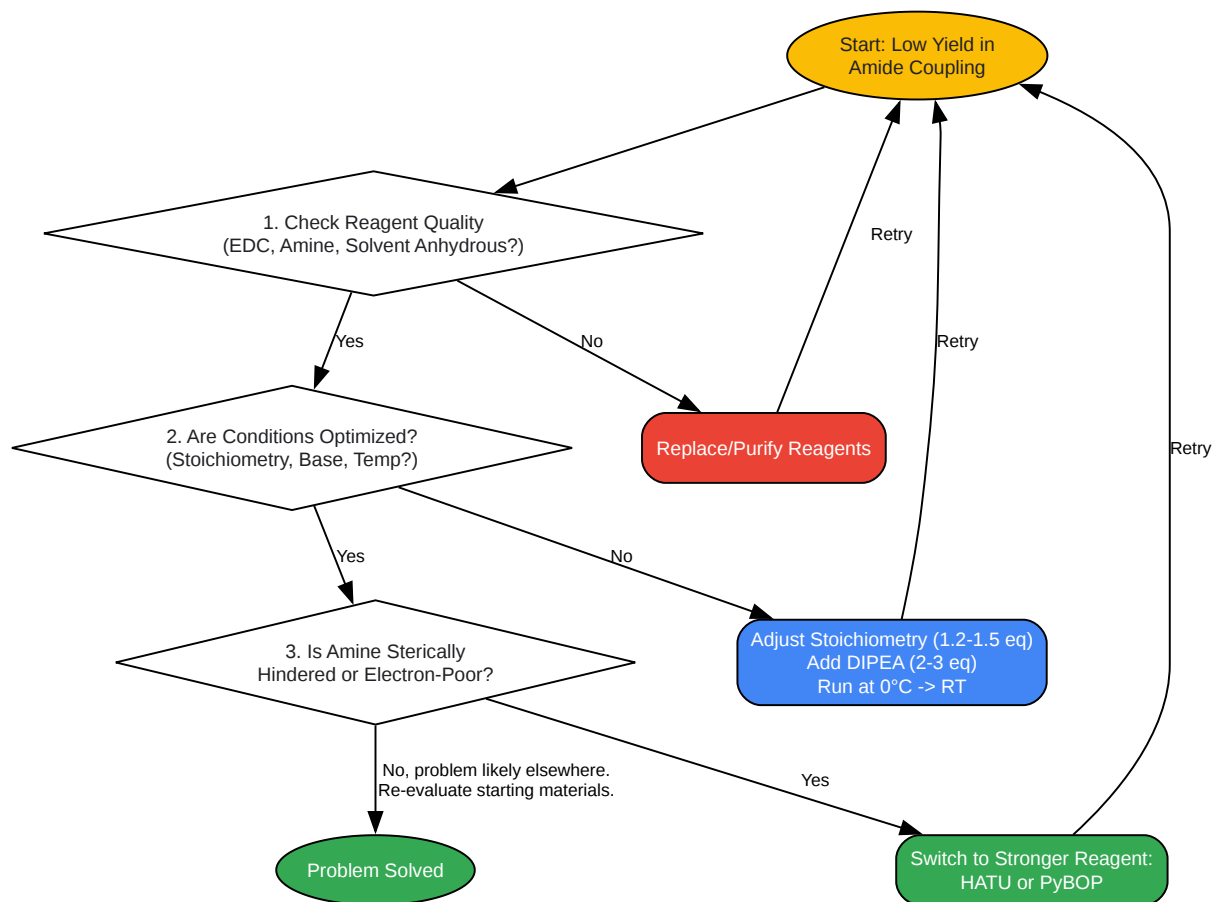 Start: Low Yield in
Amide Coupling
1. Check Reagent Quality
(EDC, Amine, Solvent Anhydrous?)
Retry
Yes
No
Retry
2. Are Conditions Optimized?
(Stoichiometry, Base, Temp?)
Replace/Purify Reagents
Retry
Yes
No
3. Is Amine Sterically
Hindered or Electron-Poor?
Adjust Stoichiometry (1.2-1.5 eq)
Add DIPEA (2-3 eq)
Run at 0°C -> RT
No, problem likely elsewhere.
Re-evaluate starting materials.
Yes
Problem Solved
Switch to Stronger Reagent:
HATU or PyBOP